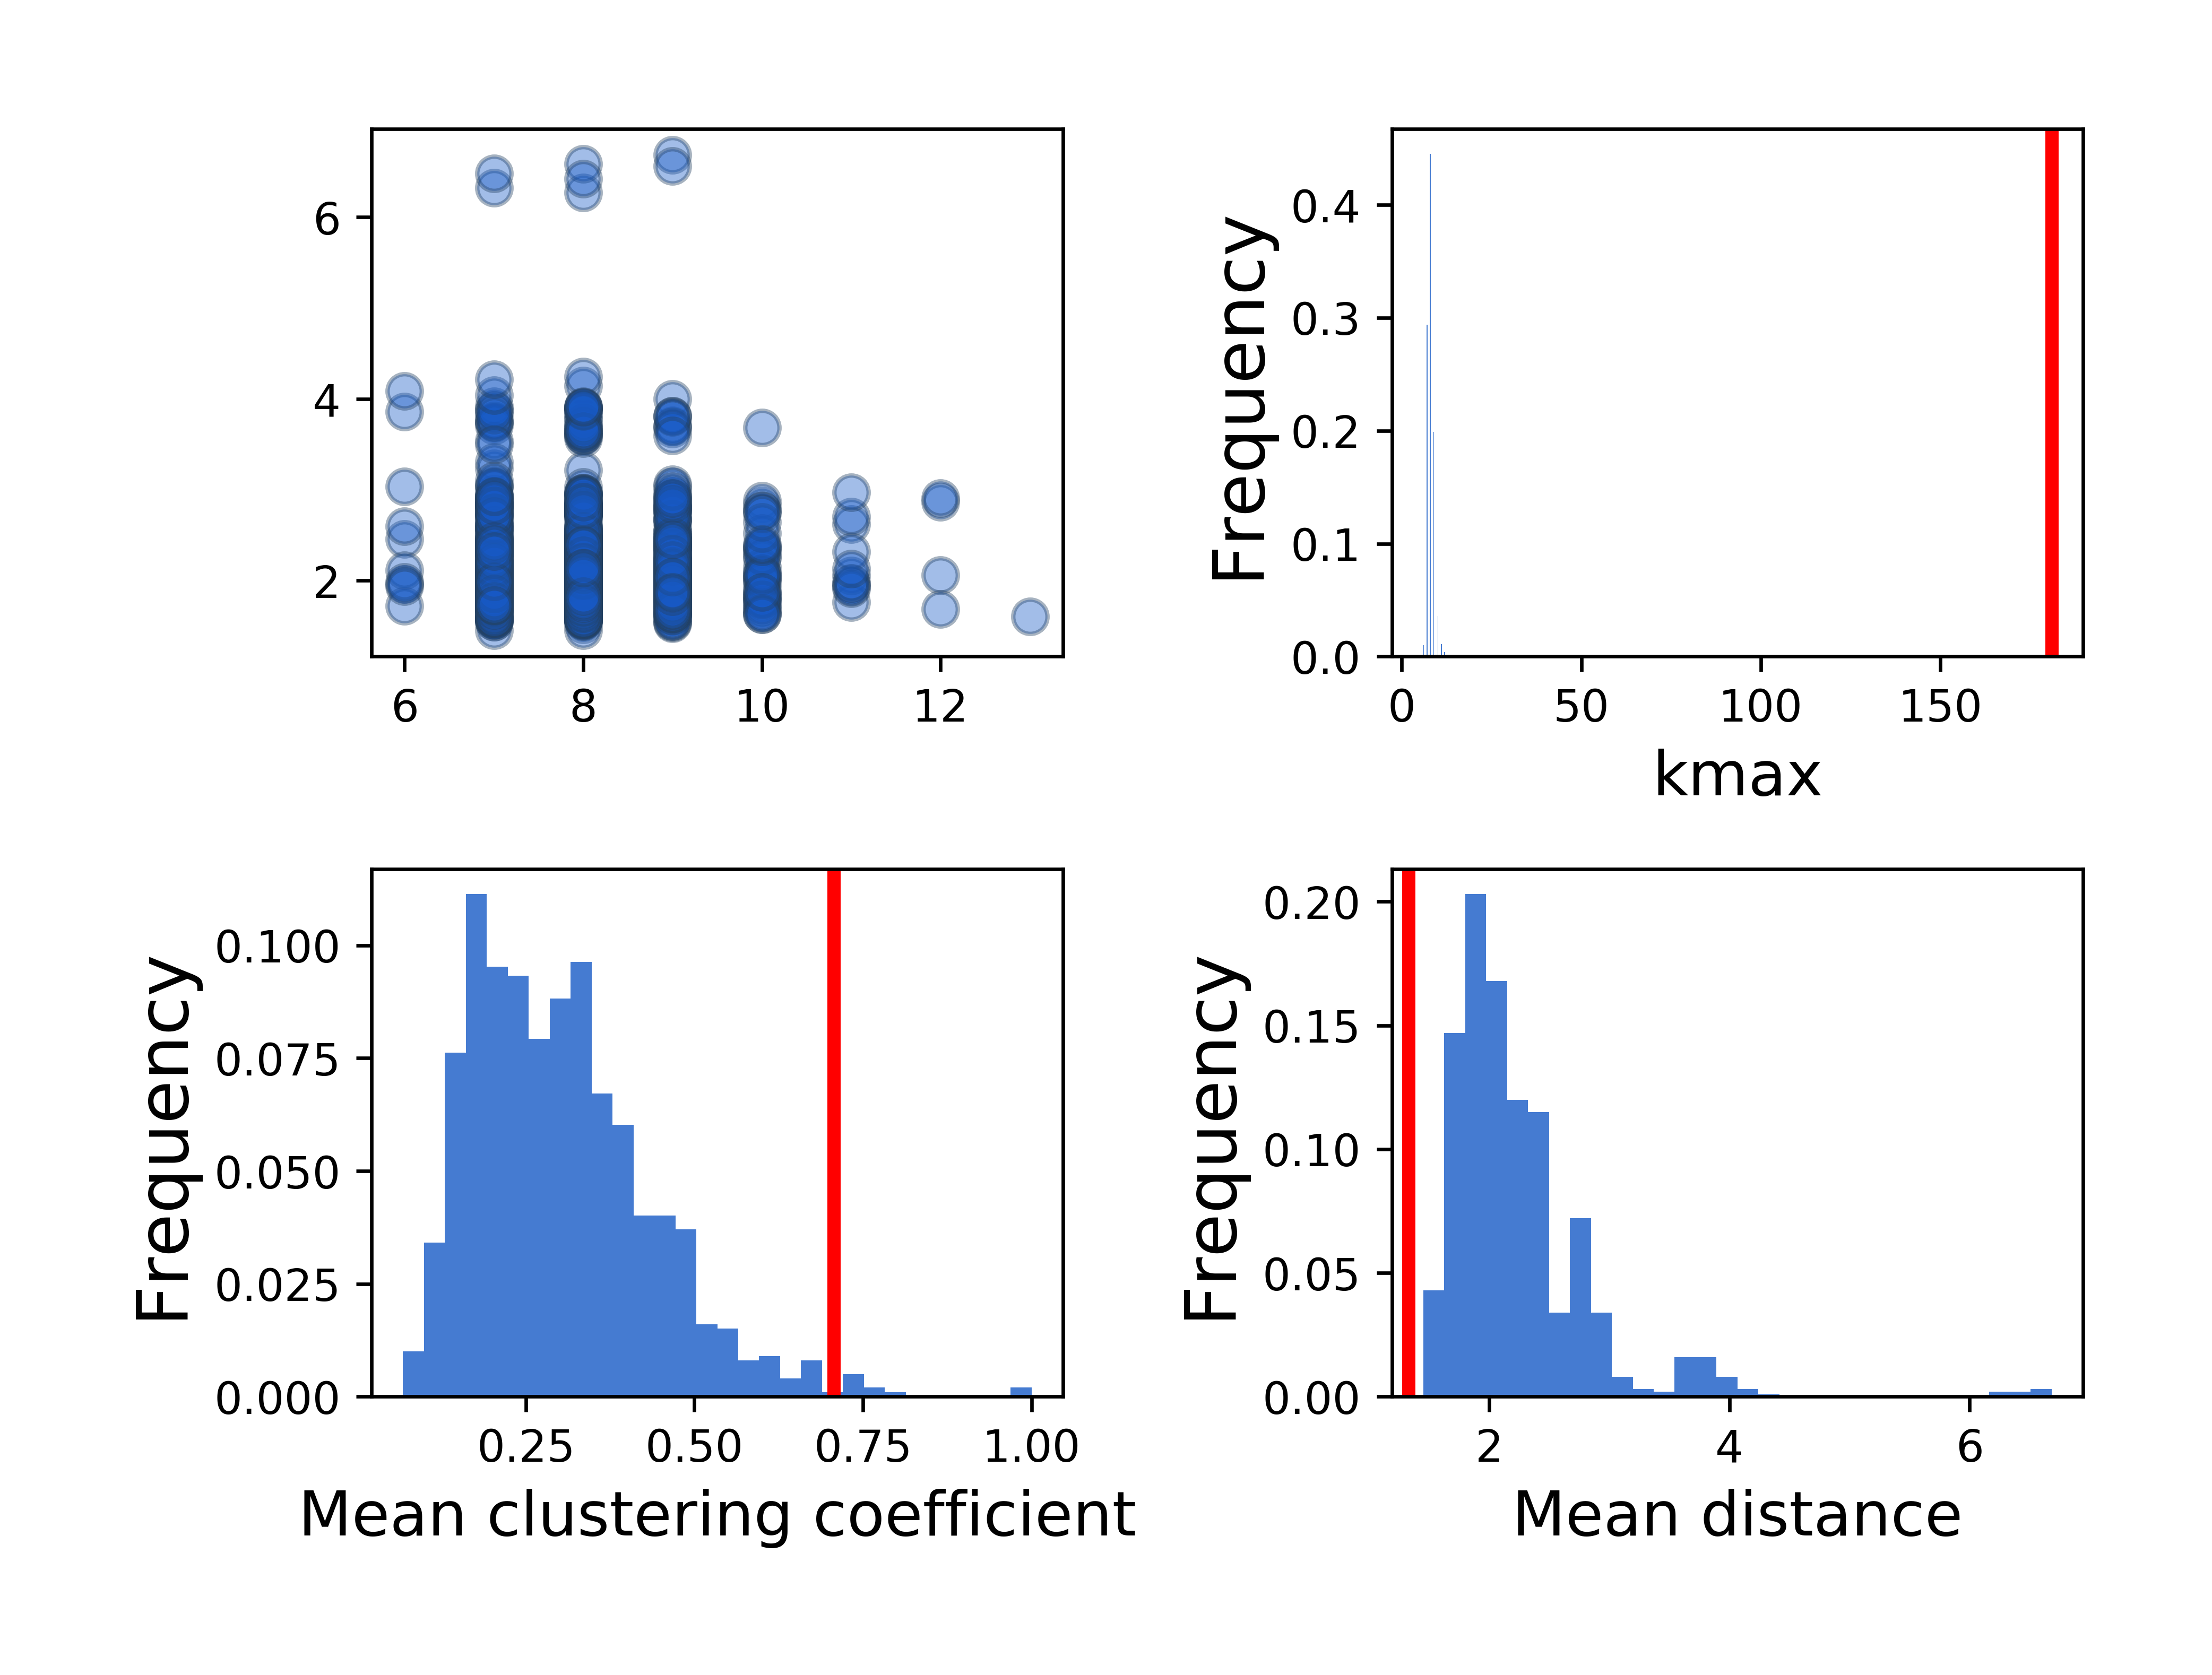 6
4
2
6 8 10 12
Frequency
0.4
0.3
0.2
0.1
0.0
0 50 100 150
kmax
Frequency
0.100
0.075
0.050
0.025
0.000
0.25 0.50 0.75 1.00
Mean clustering coefficient
Frequency
0.20
0.15
0.10
0.05
0.00
2 4 6
Mean distance